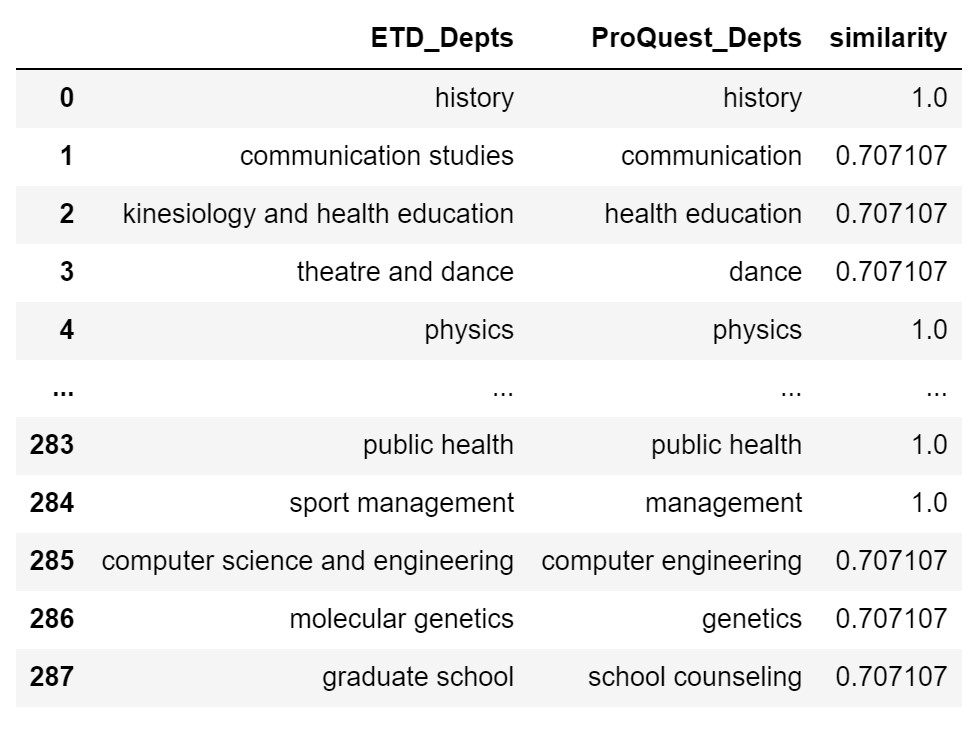 ETD_Depts ProQuest_Depts similarity
0 history history 1.0
1 communication studies communication 0.707107
2 kinesiology and health education health education 0.707107
3 theatre and dance dance 0.707107
4 physics physics 1.0
... ... ... ...
283 public health public health 1.0
284 sport management management 1.0
285 computer science and engineering computer engineering 0.707107
286 molecular genetics genetics 0.707107
287 graduate school school counseling 0.707107